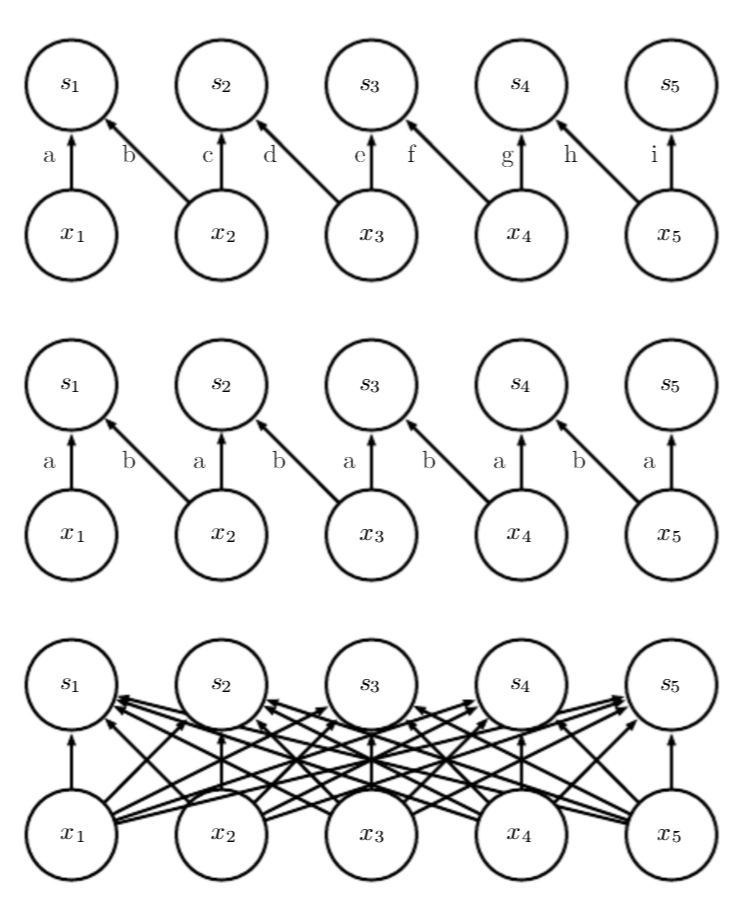 s₁ s₂ s₃ s₄ s₅
a b c d e f g h i
x₁ x₂ x₃ x₄ x₅
s₁ s₂ s₃ s₄ s₅
a b a b a b a b a
x₁ x₂ x₃ x₄ x₅
s₁ s₂ s₃ s₄ s₅
x₁ x₂ x₃ x₄ x₅